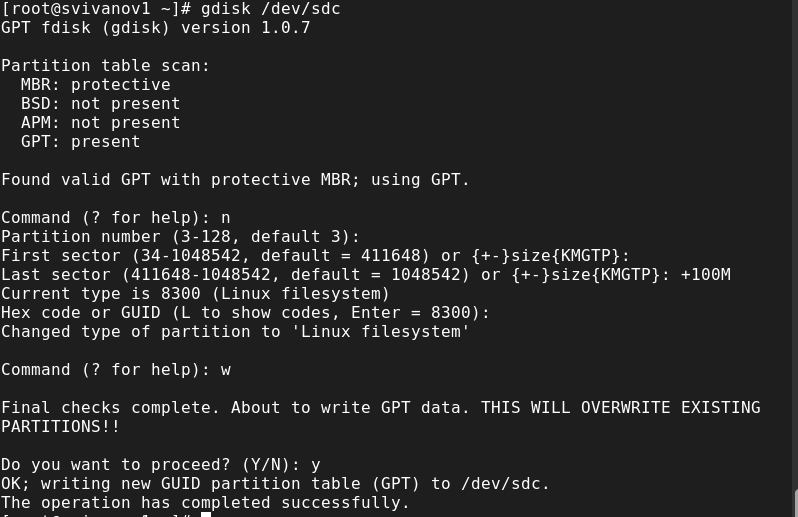 [root@svivanov1 ~]# gdisk /dev/sdc
GPT fdisk (gdisk) version 1.0.7

Partition table scan:
  MBR: protective
  BSD: not present
  APM: not present
  GPT: present

Found valid GPT with protective MBR; using GPT.

Command (? for help): n
Partition number (3-128, default 3):
First sector (34-1048542, default = 411648) or {+-}size{KMGTP}:
Last sector (411648-1048542, default = 1048542) or {+-}size{KMGTP}: +100M
Current type is 8300 (Linux filesystem)
Hex code or GUID (L to show codes, Enter = 8300):
Changed type of partition to 'Linux filesystem'

Command (? for help): w

Final checks complete. About to write GPT data. THIS WILL OVERWRITE EXISTING
PARTITIONS!!

Do you want to proceed? (Y/N): y
OK; writing new GUID partition table (GPT) to /dev/sdc.
The operation has completed successfully.